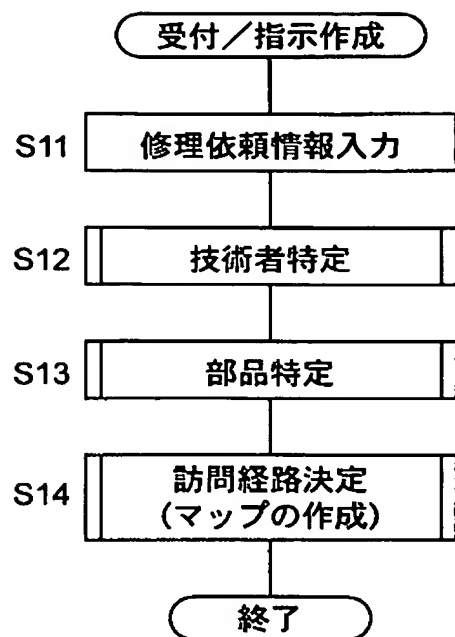 受付／指示作成
S11 修理依頼情報入力
S12 技術者特定
S13 部品特定
S14 訪問経路決定
(マップの作成)
終了